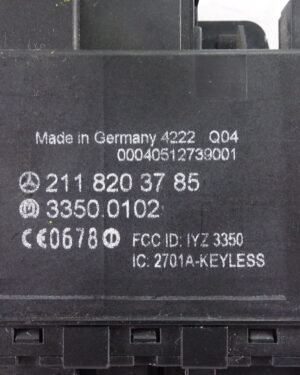 Made in Germany 4222 Q04
00040512739001
211 820 37 85
3350.0102
CE0678
FCC ID: IYZ 3350
IC: 2701A-KEYLESS